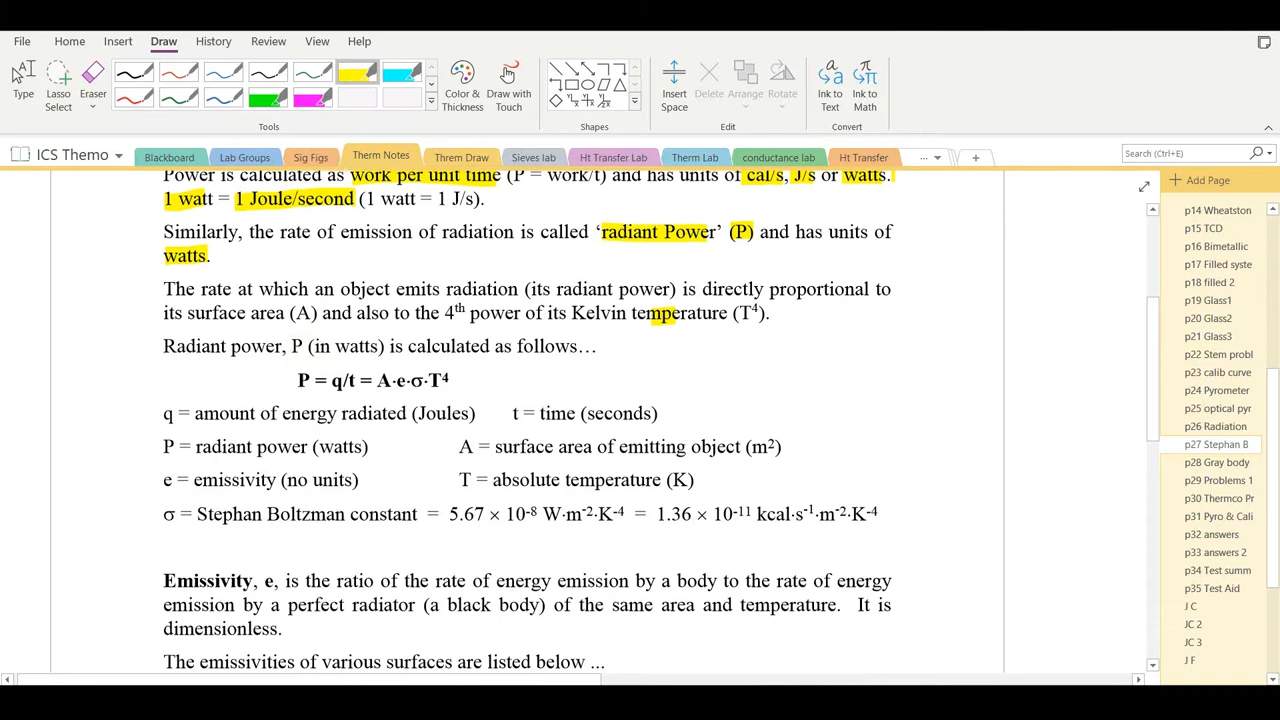 File Home Insert Draw History Review View Help
Type Lasso Select Eraser Color & Thickness Draw with Touch Insert Space Delete Arrange Rotate Ink to Text Ink to Math
Tools Shapes Edit Convert
ICS Themo Blackboard Lab Groups Sig Figs Therm Notes Threm Draw Sieves lab Ht Transfer Lab Therm Lab conductance lab Ht Transfer ... Search (Ctrl+E)
Power is calculated as work per unit time (P = work/t) and has units of cal/s, J/s or watts.
1 watt = 1 Joule/second (1 watt = 1 J/s).
Similarly, the rate of emission of radiation is called ‘radiant Power’ (P) and has units of
watts.
The rate at which an object emits radiation (its radiant power) is directly proportional to
its surface area (A) and also to the 4th power of its Kelvin temperature (T⁴).
Radiant power, P (in watts) is calculated as follows…
P = q/t = A·e·σ·T⁴
q = amount of energy radiated (Joules) t = time (seconds)
P = radiant power (watts) A = surface area of emitting object (m²)
e = emissivity (no units) T = absolute temperature (K)
σ = Stephan Boltzman constant = 5.67 × 10⁻⁸ W·m⁻²·K⁻⁴ = 1.36 × 10⁻¹¹ kcal·s⁻¹·m⁻²·K⁻⁴
Emissivity, e, is the ratio of the rate of energy emission by a body to the rate of energy
emission by a perfect radiator (a black body) of the same area and temperature. It is
dimensionless.
The emissivities of various surfaces are listed below ...
Add Page
p14 Wheatston
p15 TCD
p16 Bimetallic
p17 Filled syste
p18 filled 2
p19 Glass1
p20 Glass2
p21 Glass3
p22 Stem probl
p23 calib curve
p24 Pyrometer
p25 optical pyr
p26 Radiation
p27 Stephan B
p28 Gray body
p29 Problems 1
p30 Thermco Pr
p31 Pyro & Cali
p32 answers
p33 answers 2
p34 Test summ
p35 Test Aid
J C
JC 2
JC 3
J F